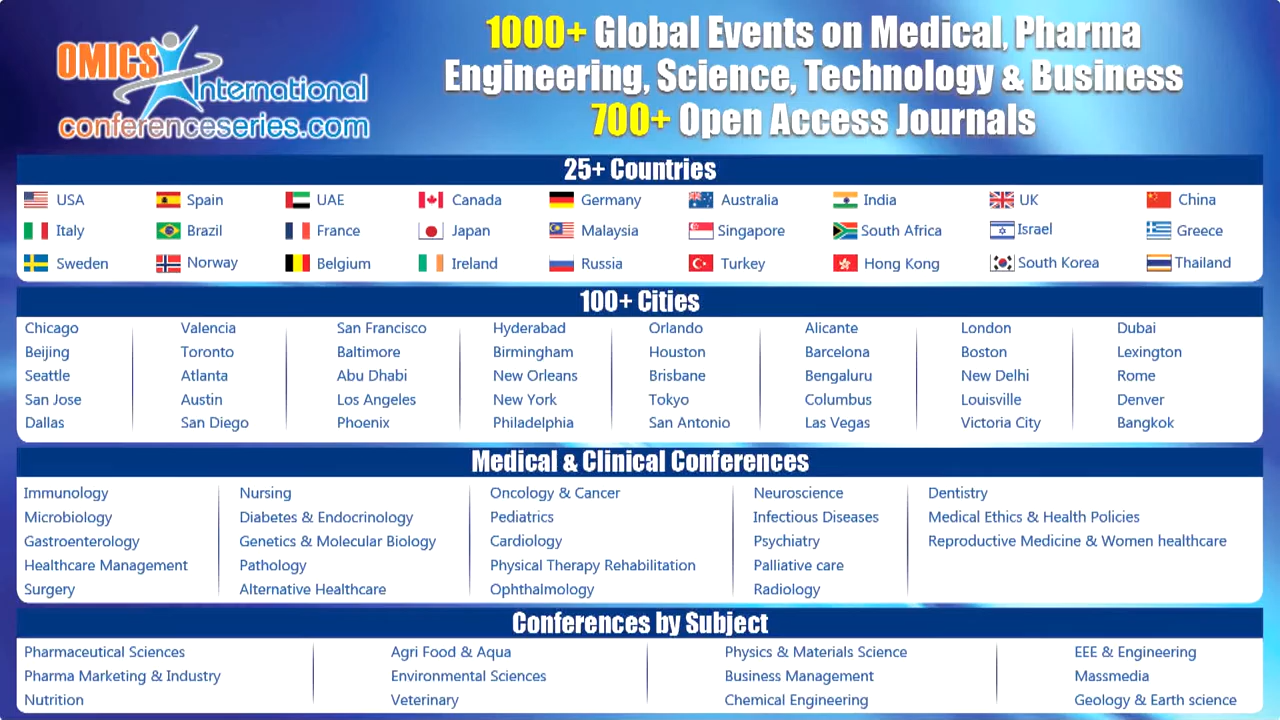 OMICS International
conferenceseries.com
1000+ Global Events on Medical, Pharma
Engineering, Science, Technology & Business
700+ Open Access Journals
25+ Countries
USA Spain UAE Canada Germany Australia India UK China
Italy Brazil France Japan Malaysia Singapore South Africa Israel Greece
Sweden Norway Belgium Ireland Russia Turkey Hong Kong South Korea Thailand
100+ Cities
Chicago Valencia San Francisco Hyderabad Orlando Alicante London Dubai
Beijing Toronto Baltimore Birmingham Houston Barcelona Boston Lexington
Seattle Atlanta Abu Dhabi New Orleans Brisbane Bengaluru New Delhi Rome
San Jose Austin Los Angeles New York Tokyo Columbus Louisville Denver
Dallas San Diego Phoenix Philadelphia San Antonio Las Vegas Victoria City Bangkok
Medical & Clinical Conferences
Immunology Nursing Oncology & Cancer Neuroscience Dentistry
Microbiology Diabetes & Endocrinology Pediatrics Infectious Diseases Medical Ethics & Health Policies
Gastroenterology Genetics & Molecular Biology Cardiology Psychiatry Reproductive Medicine & Women healthcare
Healthcare Management Pathology Physical Therapy Rehabilitation Palliative care
Surgery Alternative Healthcare Ophthalmology Radiology
Conferences by Subject
Pharmaceutical Sciences Agri Food & Aqua Physics & Materials Science EEE & Engineering
Pharma Marketing & Industry Environmental Sciences Business Management Massmedia
Nutrition Veterinary Chemical Engineering Geology & Earth science